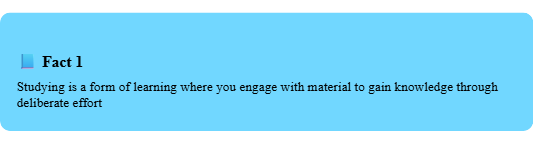 Fact 1
Studying is a form of learning where you engage with material to gain knowledge through
deliberate effort